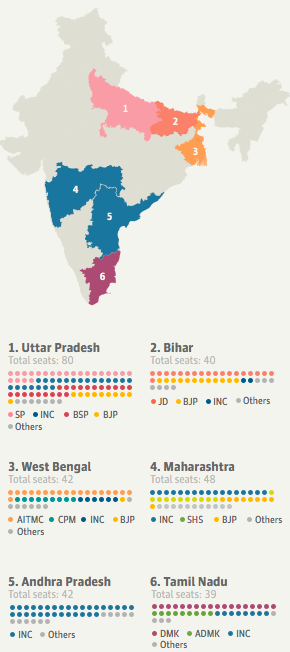 1
2
3
4
5
6
1. Uttar Pradesh
Total seats: 80
SP INC BSP BJP
Others
2. Bihar
Total seats: 40
JD BJP INC Others
3. West Bengal
Total seats: 42
AITMC CPM INC BJP
Others
4. Maharashtra
Total seats: 48
INC SHS BJP Others
5. Andhra Pradesh
Total seats: 42
INC Others
6. Tamil Nadu
Total seats: 39
DMK ADMK INC
Others